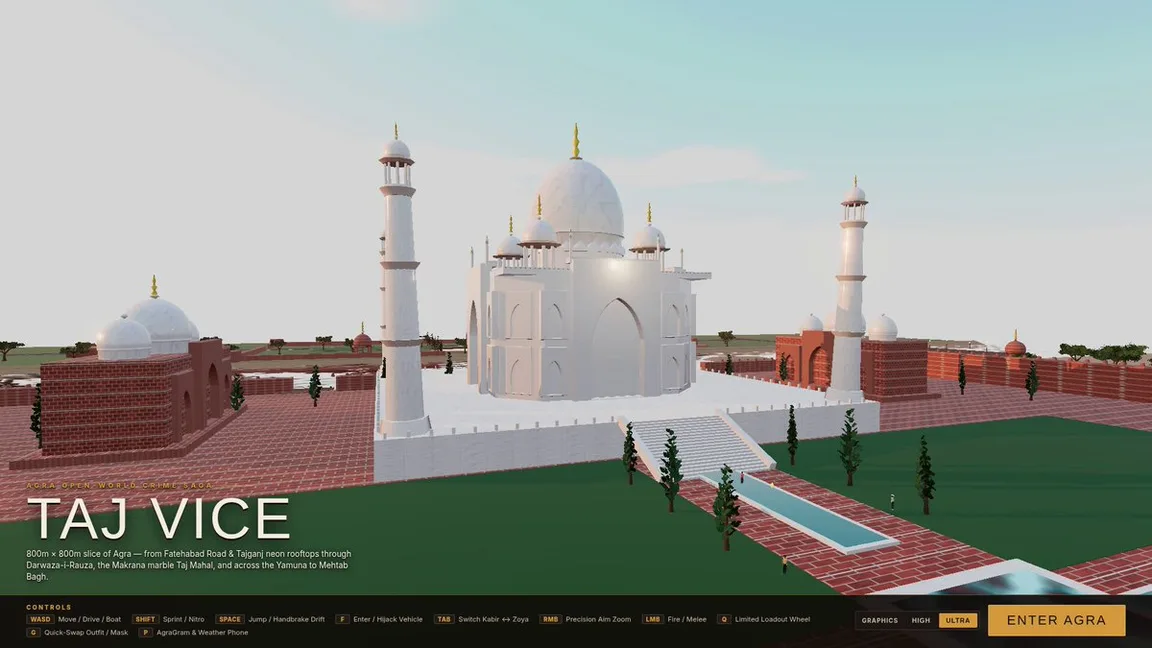 AGRA OPEN-WORLD CRIME SAGA
TAJ VICE
800m × 800m slice of Agra — from Fatehabad Road & Tajganj neon rooftops through
Darwaza-i-Rauza, the Makrana marble Taj Mahal, and across the Yamuna to Mehtab
Bagh.
CONTROLS
WASD Move / Drive / Boat SHIFT Sprint / Nitro SPACE Jump / Handbrake Drift F Enter / Hijack Vehicle TAB Switch Kabir ↔ Zoya RMB Precision Aim Zoom LMB Fire / Melee Q Limited Loadout Wheel
G Quick-Swap Outfit / Mask P AgraGram & Weather Phone
GRAPHICS HIGH ULTRA
ENTER AGRA